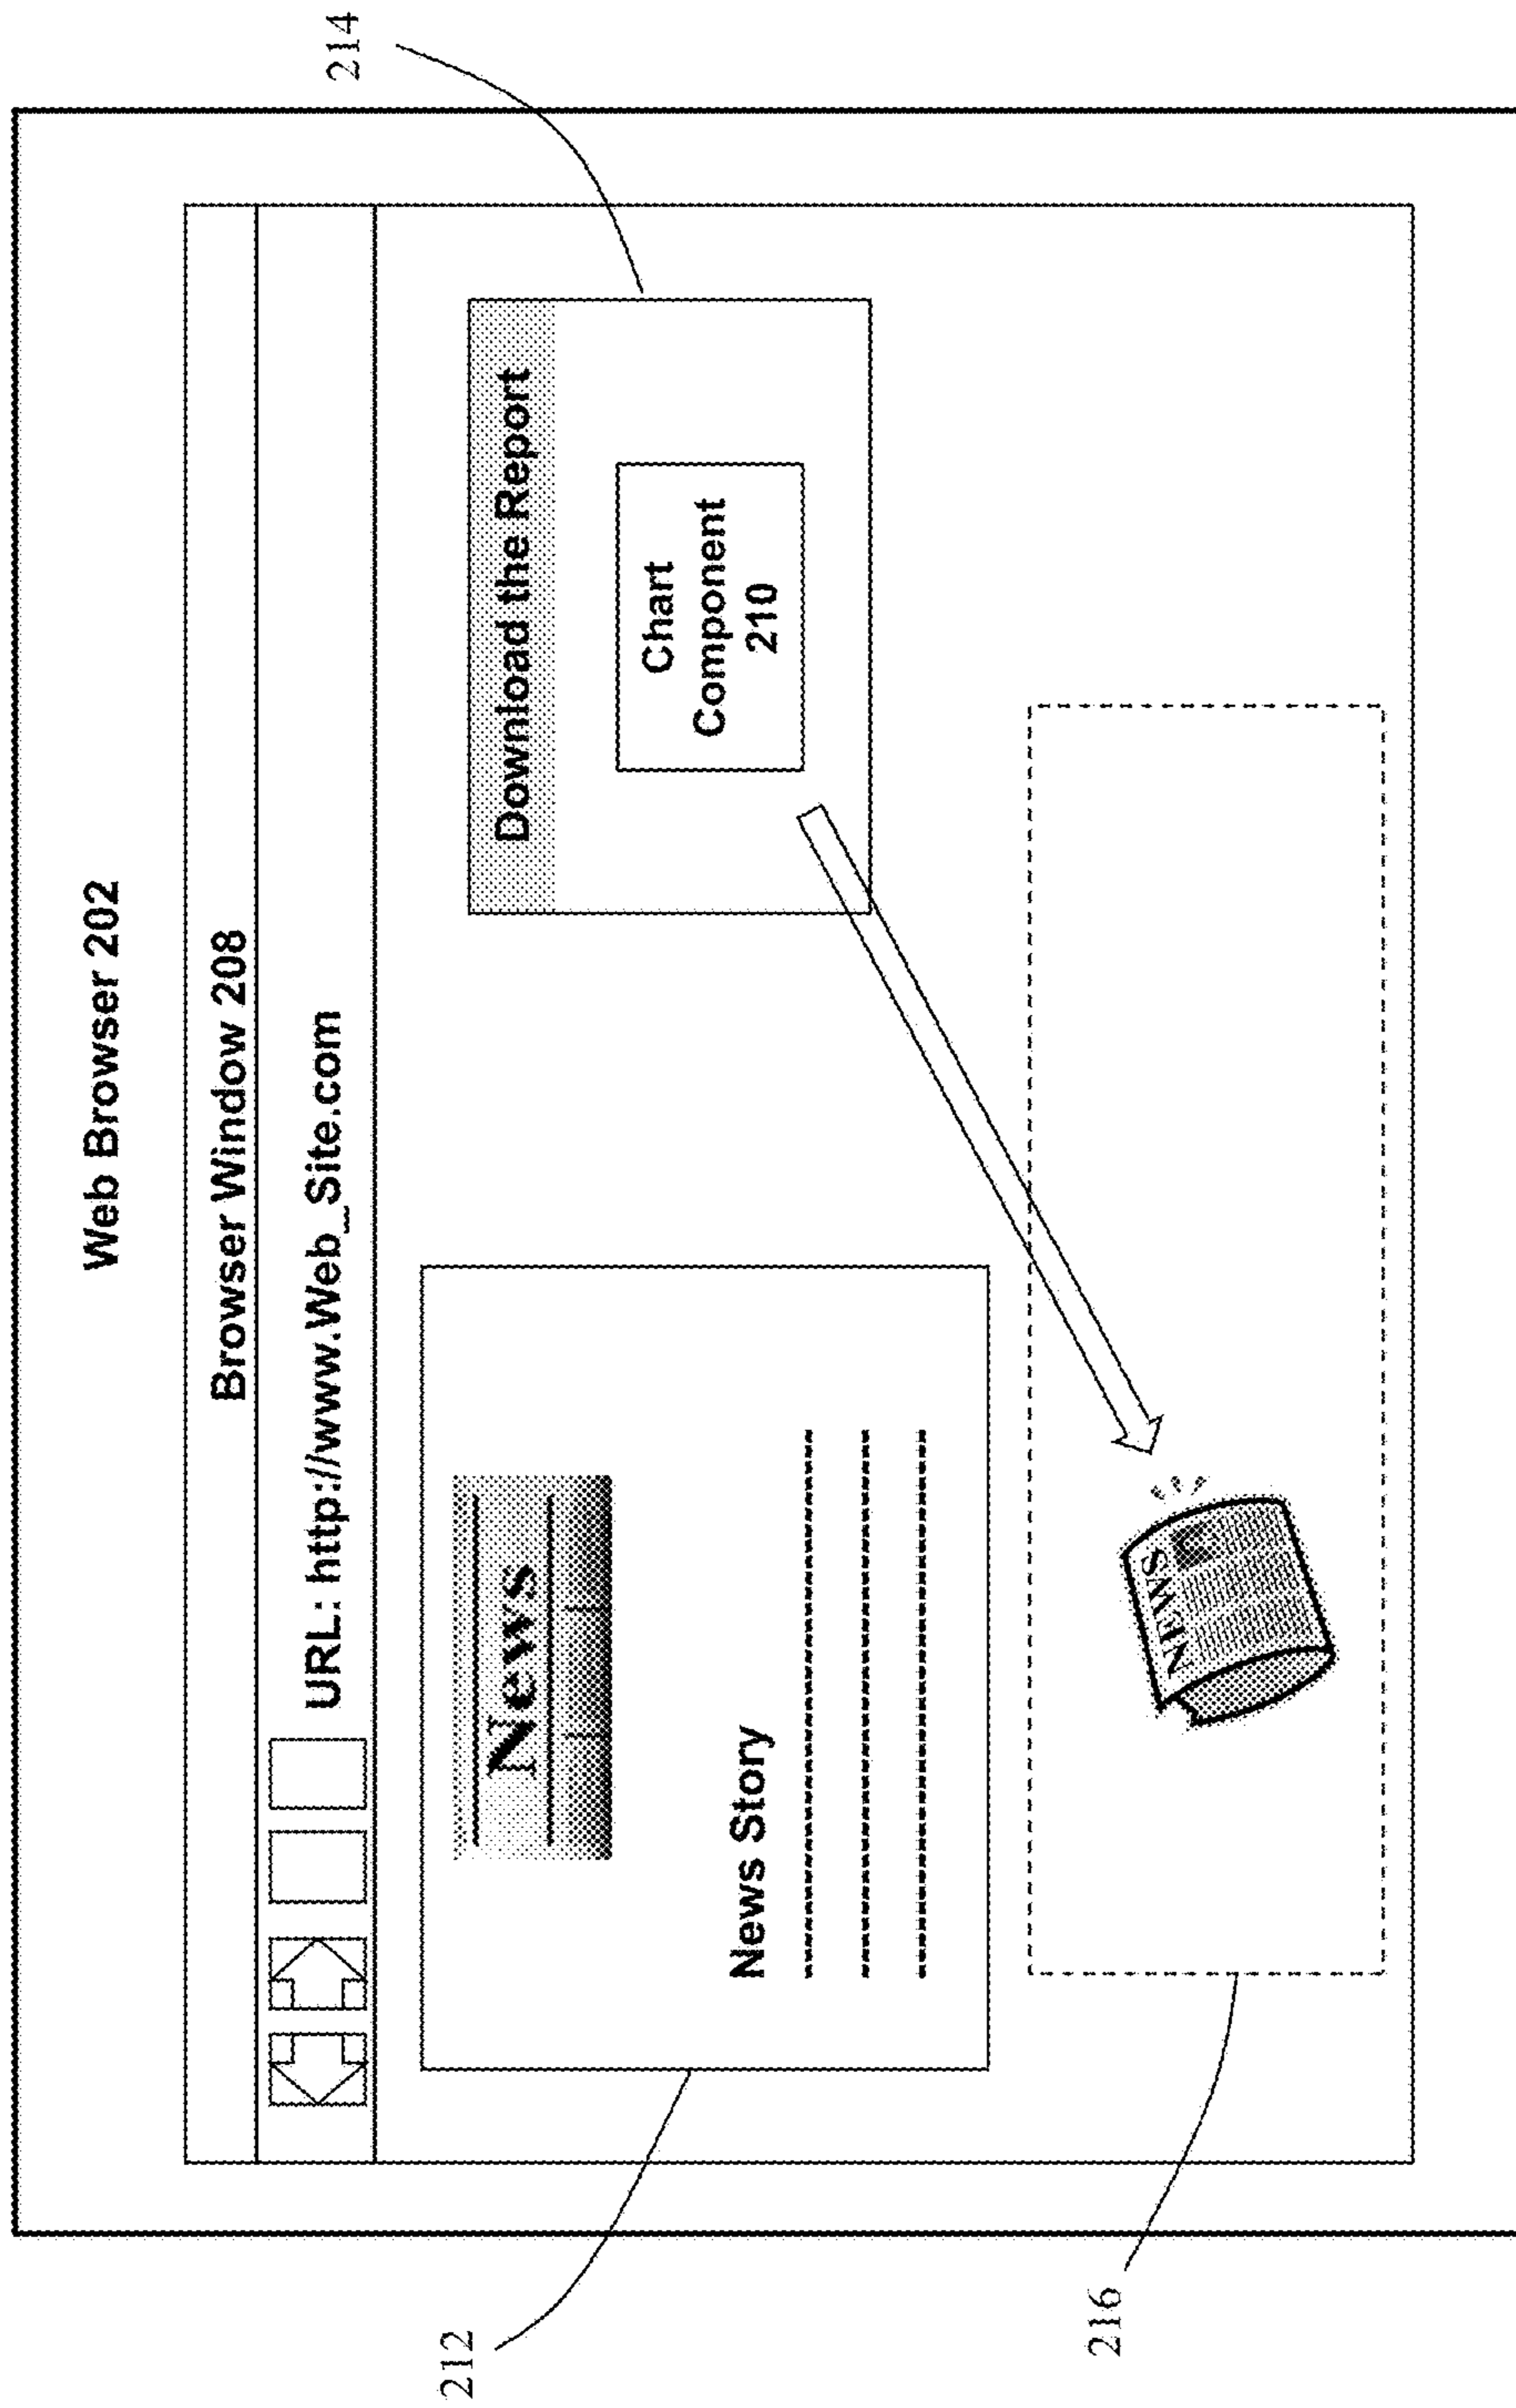 Web Browser 202
Browser Window 208
URL: http://www.Web_Site.com
214
News
Download the Report
Chart
Component
210
News Story
212
NEWS
216